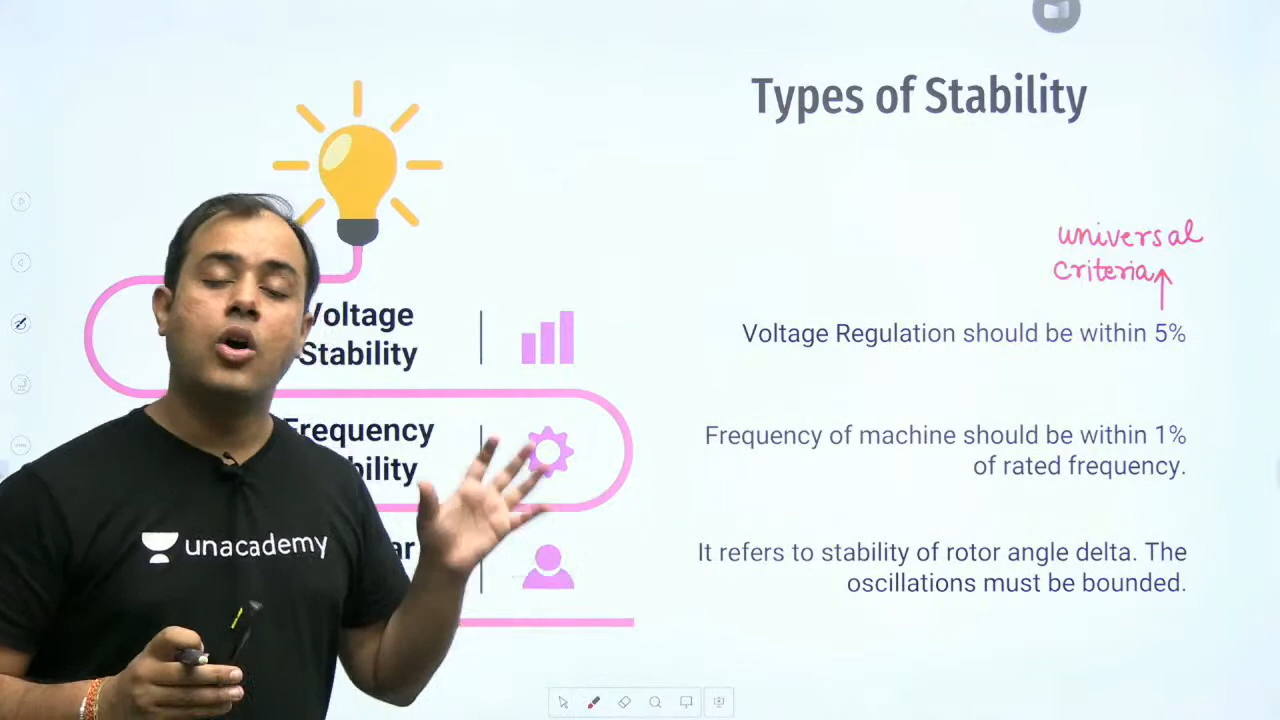 Types of Stability
universal
criteria
Voltage
Stability
Voltage Regulation should be within 5%
Frequency
Frequency of machine should be within 1%
of rated frequency.
It refers to stability of rotor angle delta. The
oscillations must be bounded.
unacademy